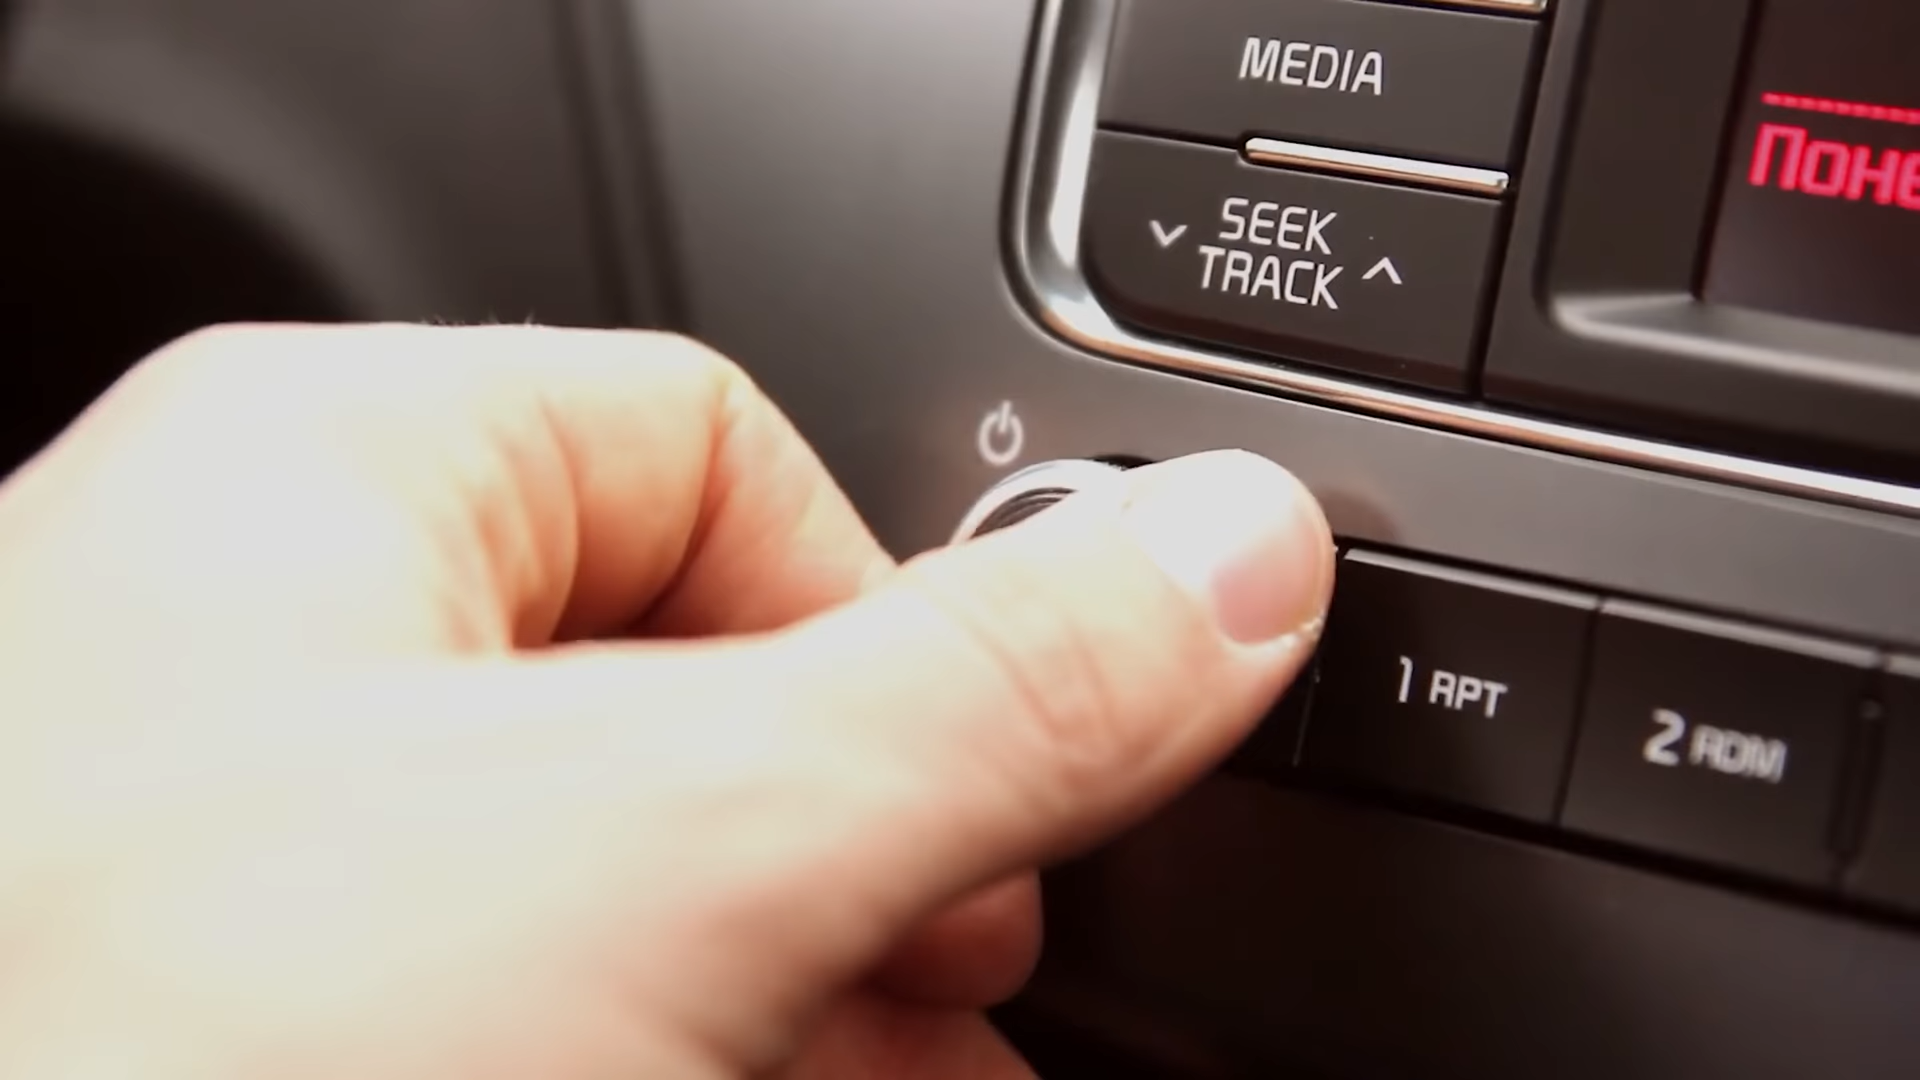 MEDIA
SEEK
TRACK
Поне
1 RPT
2 RDM